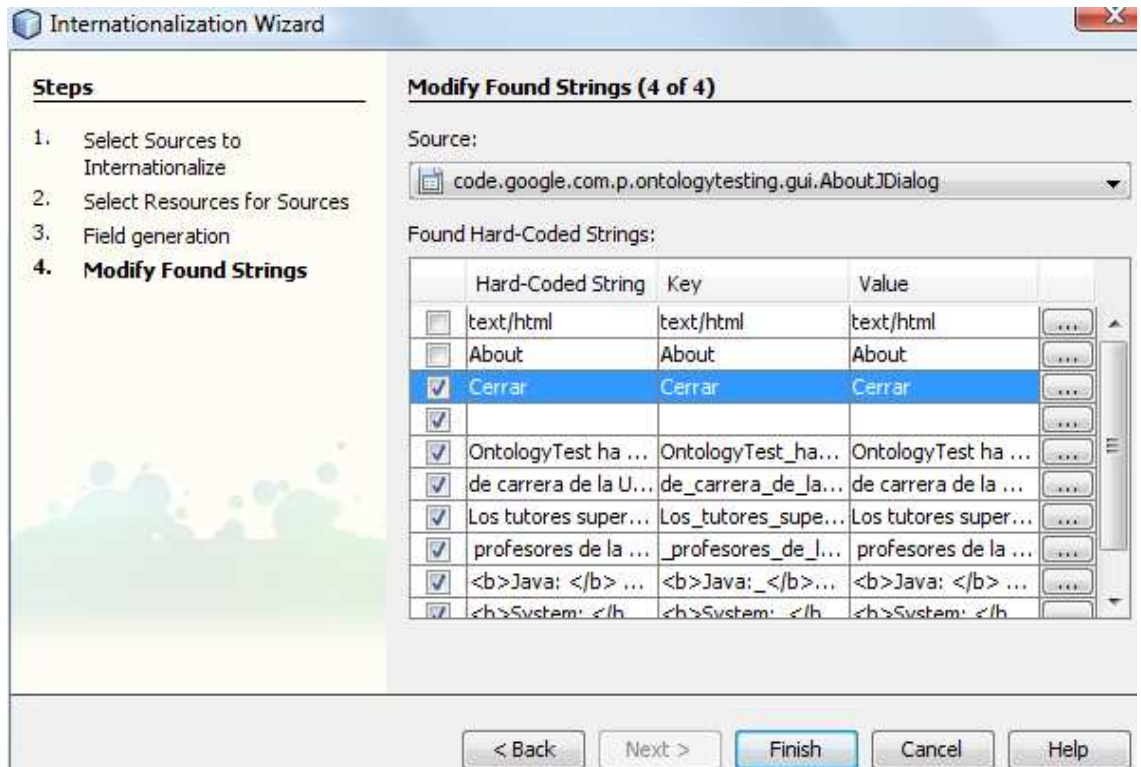 Internationalization Wizard
Steps
1. Select Sources to
Internationalize
2. Select Resources for Sources
3. Field generation
4. Modify Found Strings
Modify Found Strings (4 of 4)
Source:
code.google.com.p.ontologytesting.gui.AboutJDialog
Found Hard-Coded Strings:
Hard-Coded String Key Value
text/html text/html text/html ...
About About About ...
Cerrar Cerrar Cerrar ...
...
OntologyTest ha ... OntologyTest_ha... OntologyTest ha ... ...
de carrera de la U... de_carrera_de_la... de carrera de la ... ...
Los tutores super... Los_tutores_supe... Los tutores super... ...
profesores de la ... _profesores_de_l... profesores de la ... ...
<b>Java: </b> ... <b>Java:_</b>... <b>Java: </b> ... ...
<b>System: </b <b>System: </b <b>System: </b
< Back Next > Finish Cancel Help